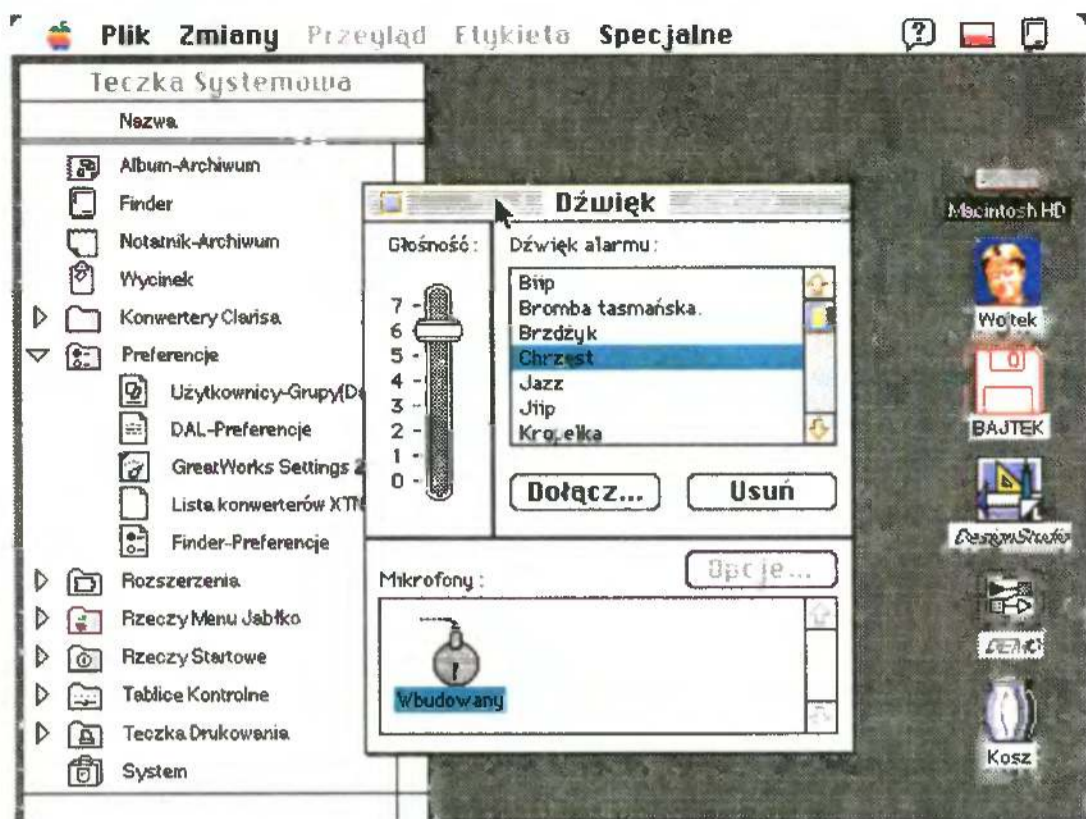 Plik Zmiany Przegląd Etykieta Specjalne
Teczka Systemowa
Nazwa
Album-Archiwum
Finder
Notatnik-Archiwum
Wycinek
Konwertery Clarisa
Preferencje
Użytkownicy-Grupy(D
DAL-Preferencje
GreatWorks Settings 2
Lista konwerterów XTN
Finder-Preferencje
Rozszerzenia
Rzeczy Menu Jabłko
Rzeczy Startowe
Tablice Kontrolne
Teczka Drukowania
System
Dźwięk
Głośność:
7
6
5
4
3
2
1
0
Dźwięk alarmu:
Biip
Bromba tasmańska
Brzdżyk
Chrzęst
Jazz
Jiip
Kropelka
Dołącz... Usuń
Mikrofony: Opcje...
Wbudowany
Macintosh HD
Wojtek
BAJTEK
DesignStudio
DEMO
Kosz